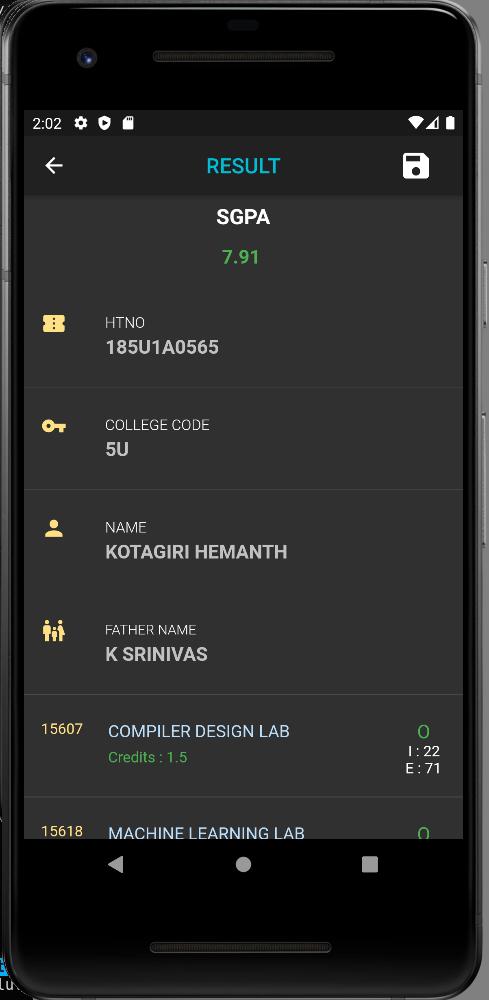 2:02
RESULT
SGPA
7.91
HTNO
185U1A0565
COLLEGE CODE
5U
NAME
KOTAGIRI HEMANTH
FATHER NAME
K SRINIVAS
15607 COMPILER DESIGN LAB O
Credits : 1.5 I : 22
E : 71
15618 MACHINE LEARNING LAB O